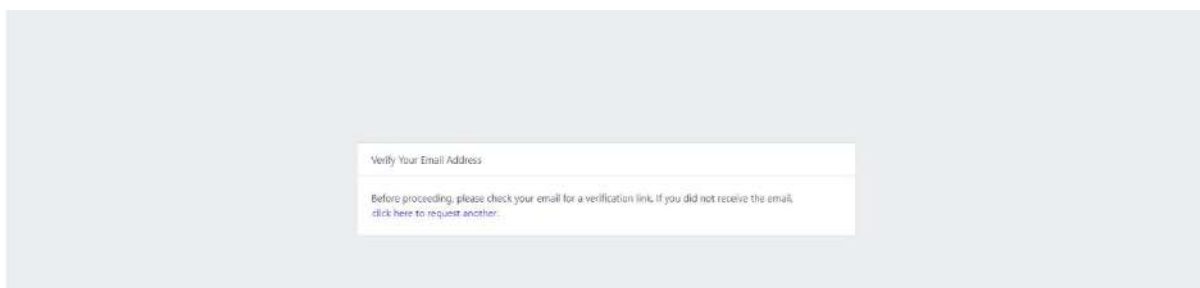 Verify Your Email Address
Before proceeding, please check your email for a verification link. If you did not receive the email,
click here to request another.